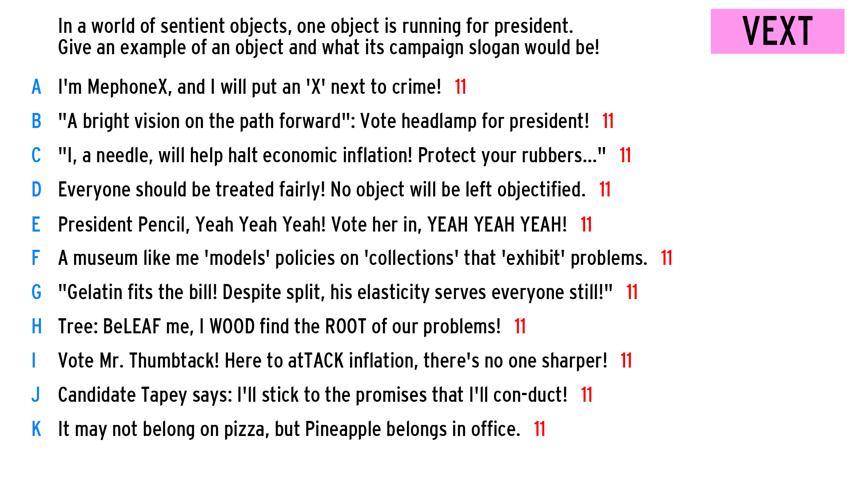 In a world of sentient objects, one object is running for president.
Give an example of an object and what its campaign slogan would be!
VEXT
A I'm MephoneX, and I will put an 'X' next to crime! 11
B "A bright vision on the path forward": Vote headlamp for president! 11
C "I, a needle, will help halt economic inflation! Protect your rubbers..." 11
D Everyone should be treated fairly! No object will be left objectified. 11
E President Pencil, Yeah Yeah Yeah! Vote her in, YEAH YEAH YEAH! 11
F A museum like me 'models' policies on 'collections' that 'exhibit' problems. 11
G "Gelatin fits the bill! Despite split, his elasticity serves everyone still!" 11
H Tree: BeLEAF me, I WOOD find the ROOT of our problems! 11
I Vote Mr. Thumbtack! Here to atTACK inflation, there's no one sharper! 11
J Candidate Tapey says: I'll stick to the promises that I'll con-duct! 11
K It may not belong on pizza, but Pineapple belongs in office. 11